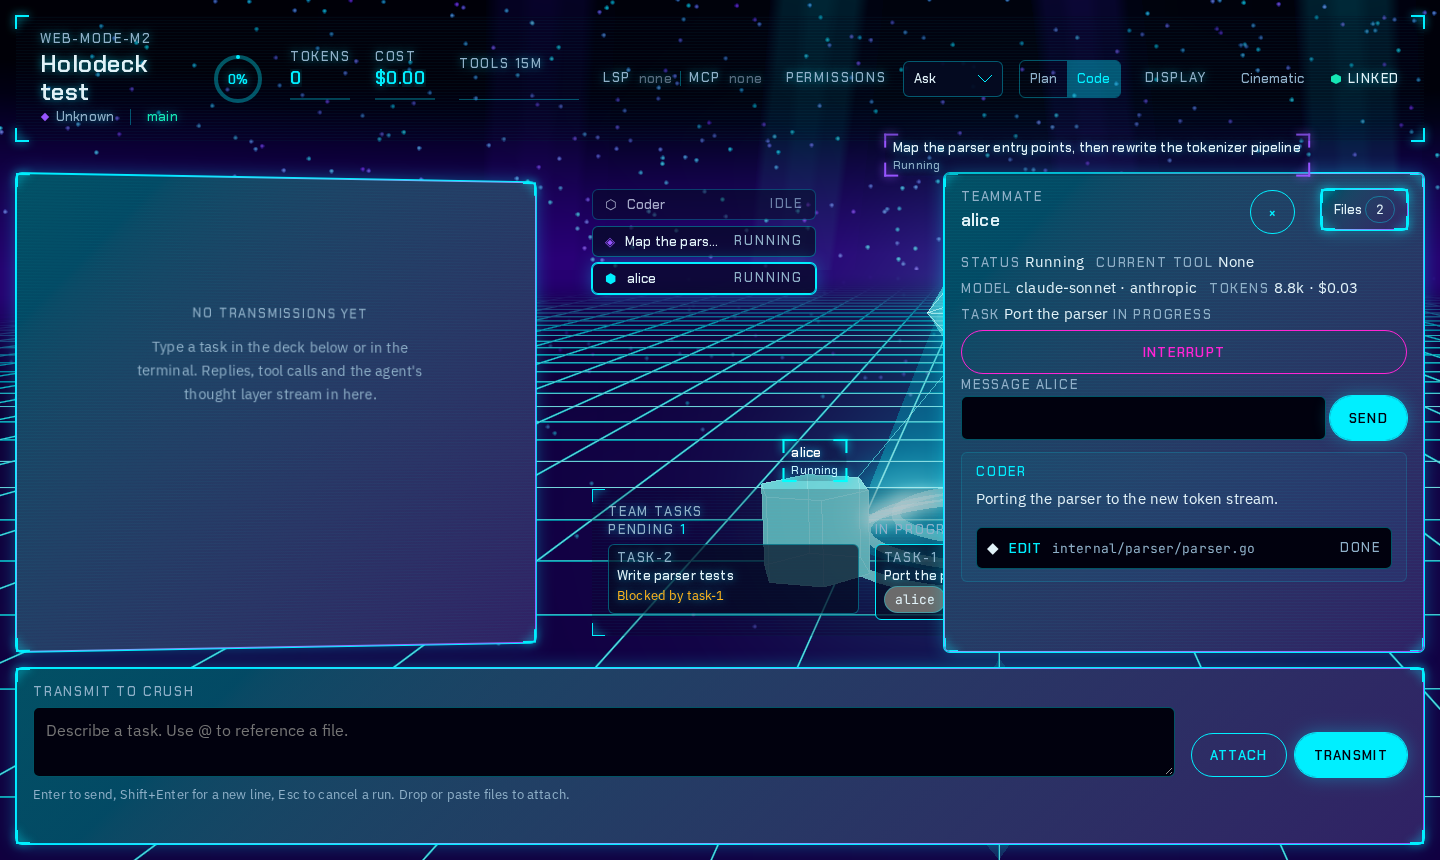 WEB-MODE-M2
Holodeck
test
Unknown
main
0%
TOKENS
0
COST
$0.00
TOOLS 15M
LSP none
MCP none
PERMISSIONS
Ask
Plan
Code
DISPLAY
Cinematic
LINKED
Map the parser entry points, then rewrite the tokenizer pipeline
Running
NO TRANSMISSIONS YET
Type a task in the deck below or in the
terminal. Replies, tool calls and the agent's
thought layer stream in here.
Coder IDLE
Map the pars... RUNNING
alice RUNNING
alice
Running
TEAM TASKS
PENDING 1
TASK-2
Write parser tests
Blocked by task-1
IN PROGR
TASK-1
Port the p
alice
TEAMMATE
alice
×
Files 2
STATUS Running CURRENT TOOL None
MODEL claude-sonnet · anthropic TOKENS 8.8k · $0.03
TASK Port the parser IN PROGRESS
INTERRUPT
MESSAGE ALICE
SEND
CODER
Porting the parser to the new token stream.
EDIT internal/parser/parser.go DONE
TRANSMIT TO CRUSH
Describe a task. Use @ to reference a file.
ATTACH
TRANSMIT
Enter to send, Shift+Enter for a new line, Esc to cancel a run. Drop or paste files to attach.